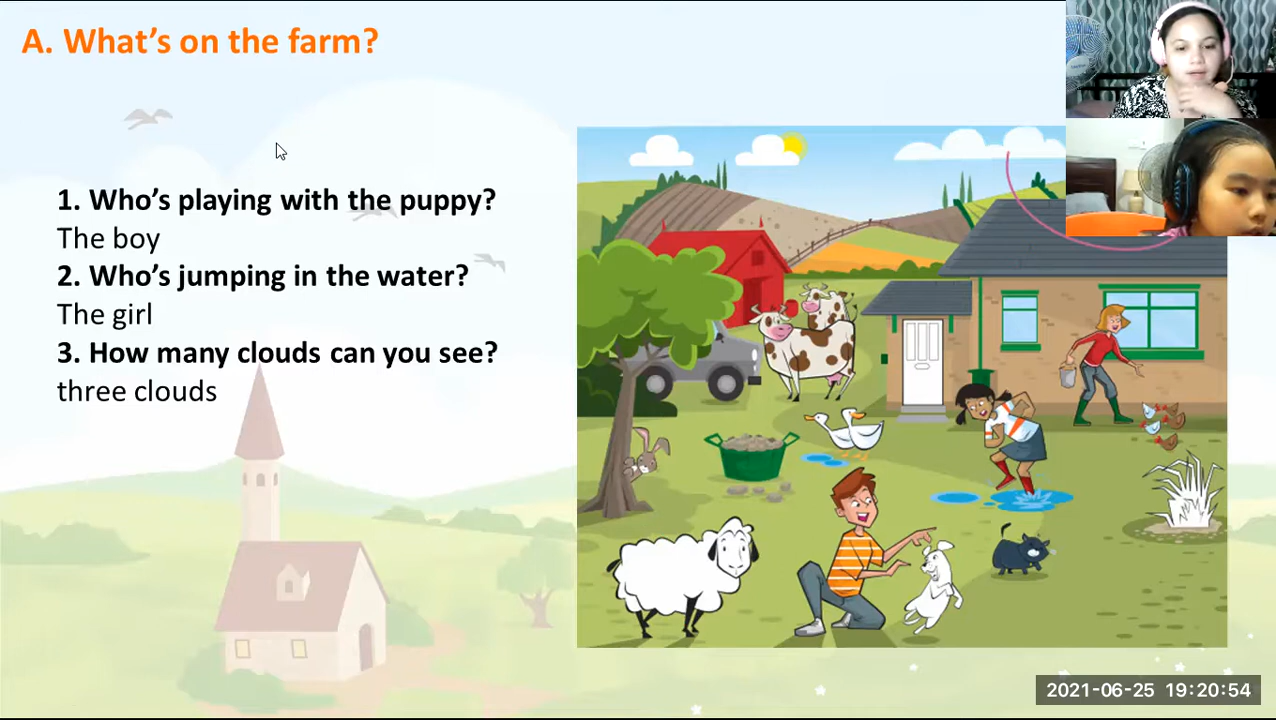 A. What's on the farm?
1. Who's playing with the puppy?
The boy
2. Who's jumping in the water?
The girl
3. How many clouds can you see?
three clouds
2021-06-25 19:20:54